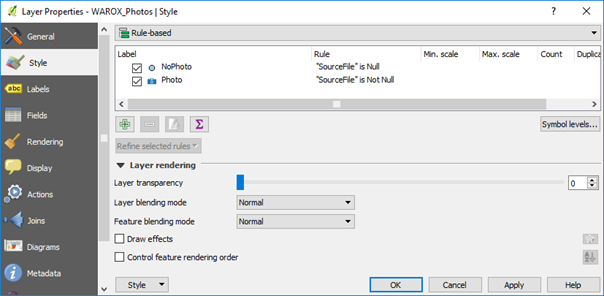 Layer Properties - WAROX_Photos | Style
General
Style
Labels
Fields
Rendering
Display
Actions
Joins
Diagrams
Metadata
Rule-based
Label Rule Min. scale Max. scale Count Duplica
NoPhoto "SourceFile" is Null
Photo "SourceFile" is Not Null
Symbol levels...
Refine selected rules
Layer rendering
Layer transparency 0
Layer blending mode Normal
Feature blending mode Normal
Draw effects
Control feature rendering order
Style OK Cancel Apply Help